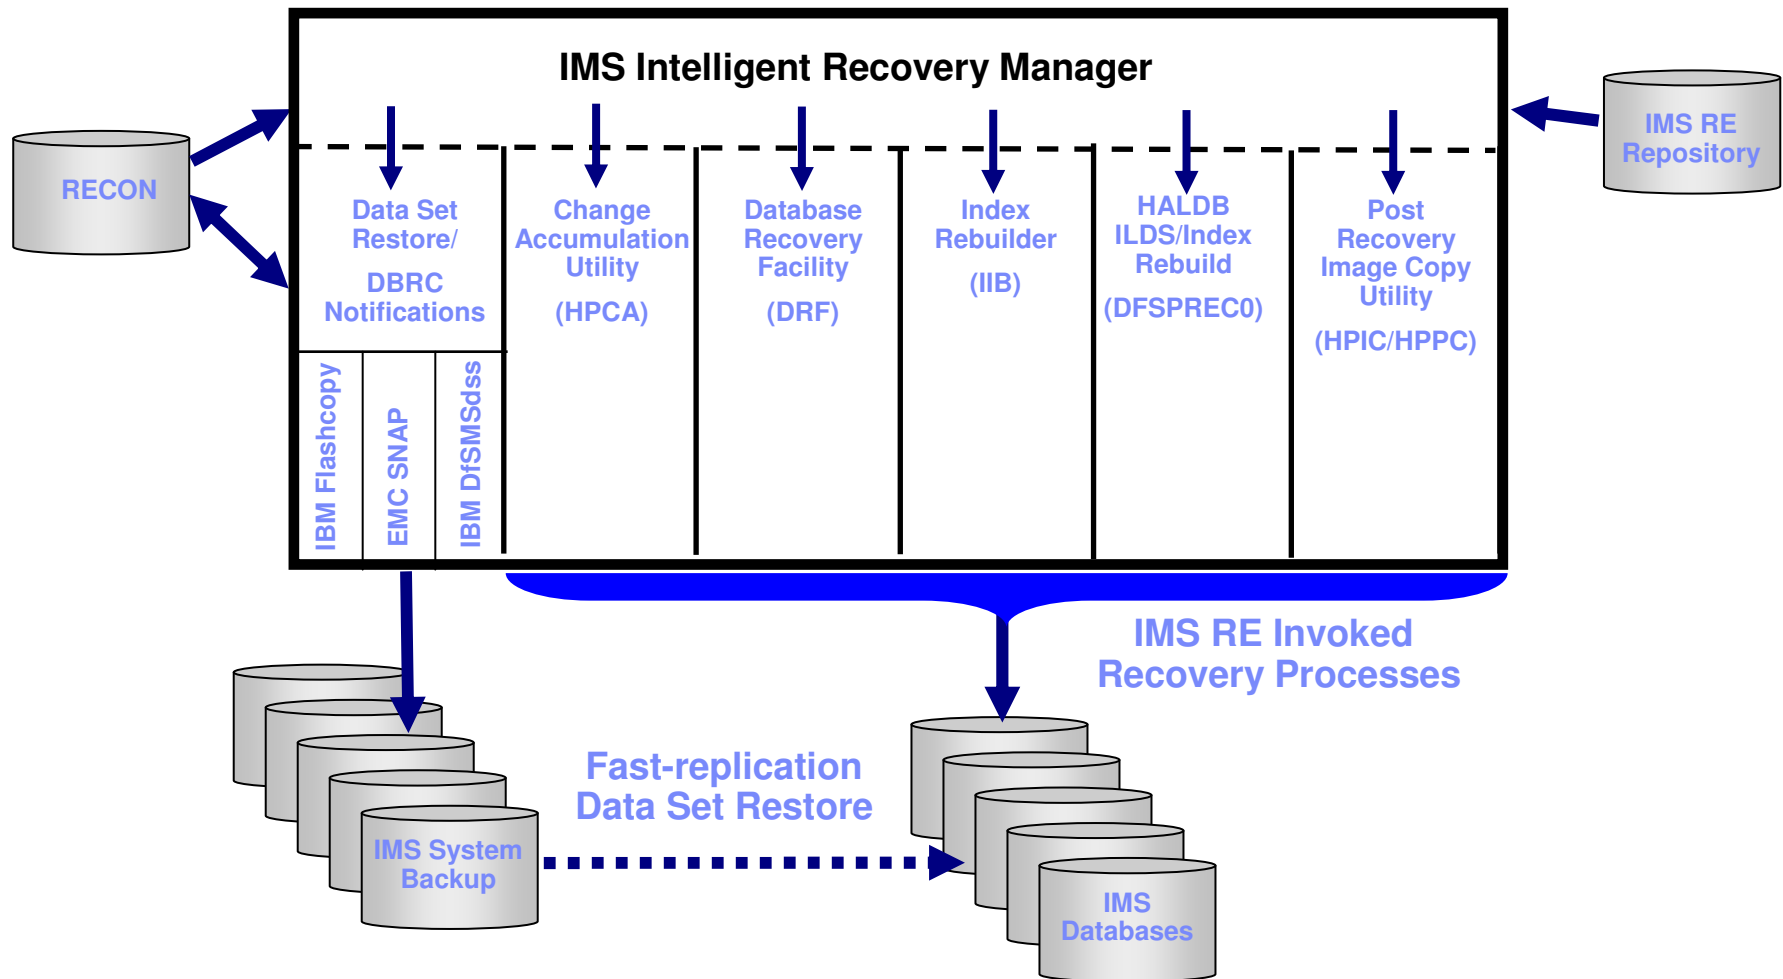 IMS Intelligent Recovery Manager
RECON
IMS RE
Repository
Data Set
Restore/
DBRC
Notifications
Change
Accumulation
Utility
(HPCA)
Database
Recovery
Facility
(DRF)
Index
Rebuilder
(IIB)
HALDB
ILDS/Index
Rebuild
(DFSPREC0)
Post
Recovery
Image Copy
Utility
(HPIC/HPPC)
IBM Flashcopy
EMC SNAP
IBM DfSMSdss
IMS RE Invoked
Recovery Processes
Fast-replication
Data Set Restore
IMS System
Backup
IMS
Databases